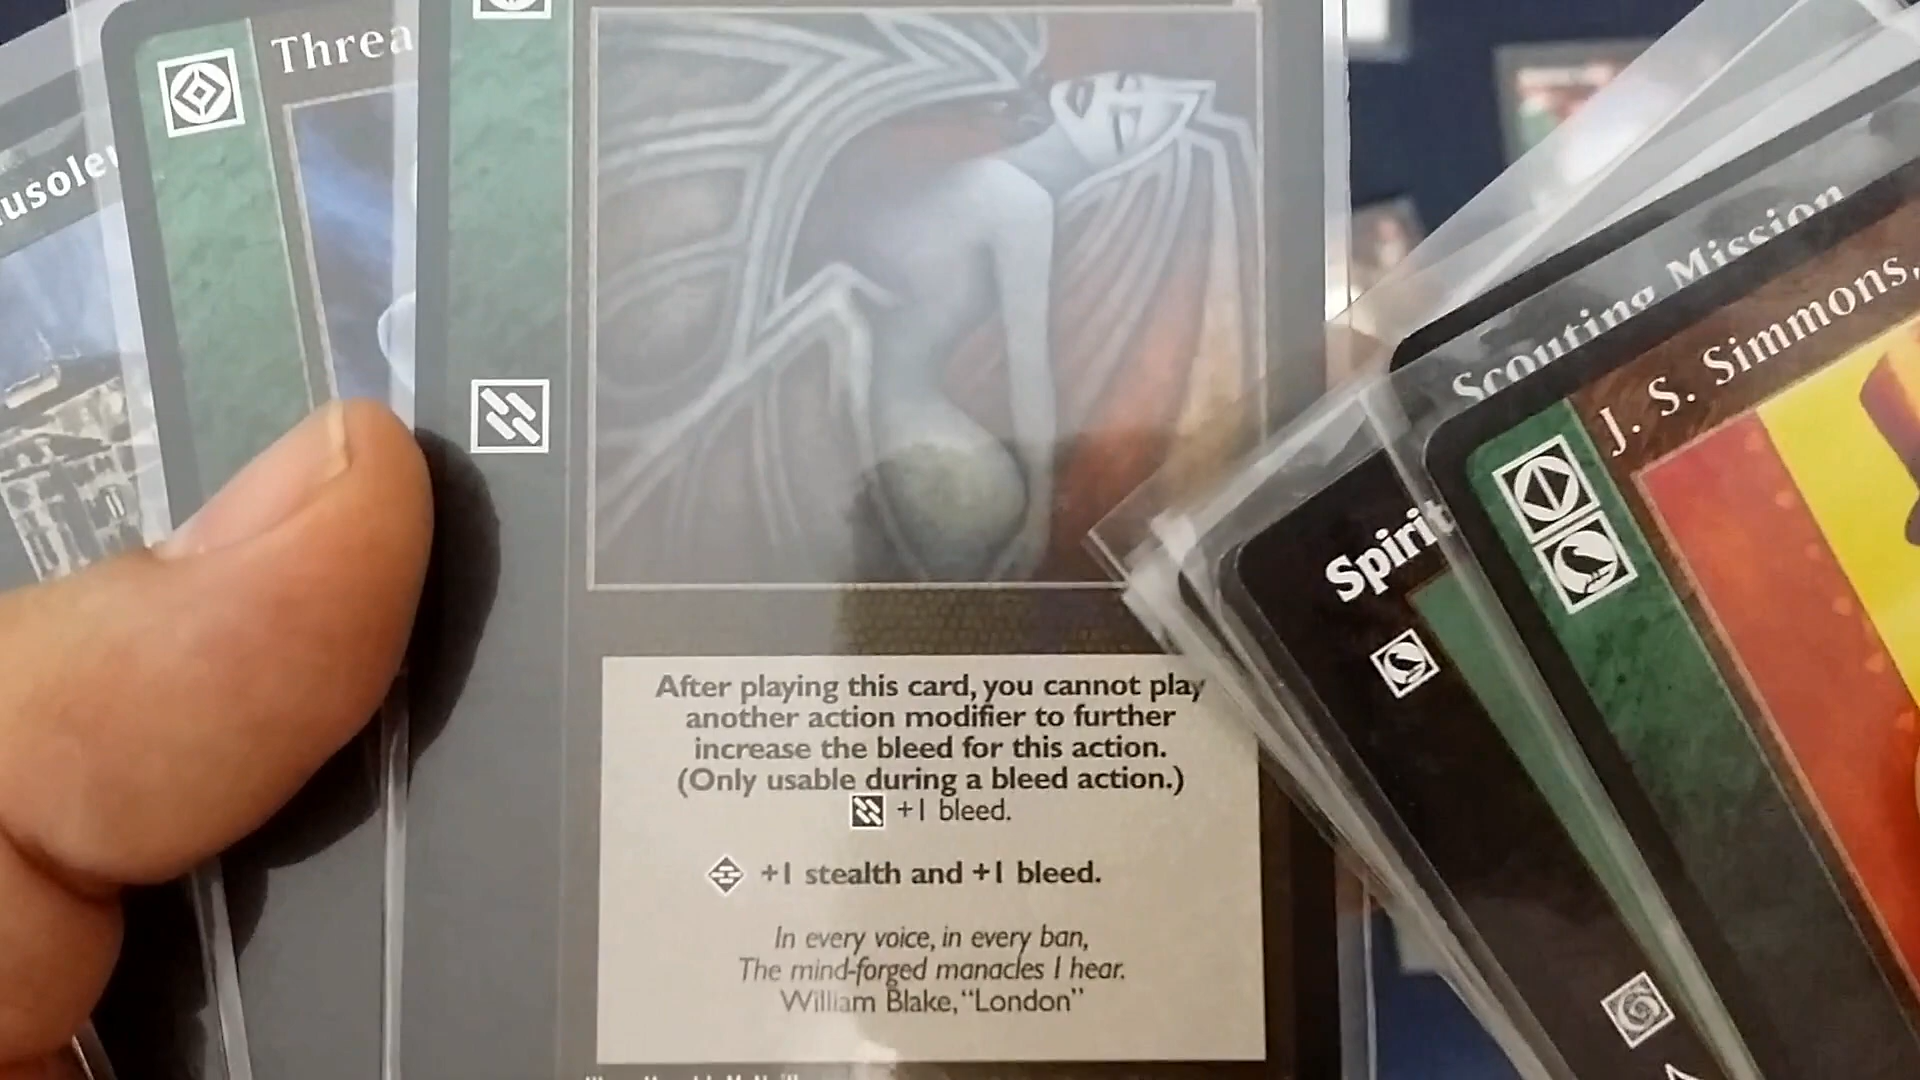 usole
Threa
After playing this card, you cannot play
another action modifier to further
increase the bleed for this action.
(Only usable during a bleed action.)
+1 bleed.
+1 stealth and +1 bleed.
In every voice, in every ban,
The mind-forged manacles I hear.
William Blake, "London"
Scouting Mission
J. S. Simmons,
Spirit